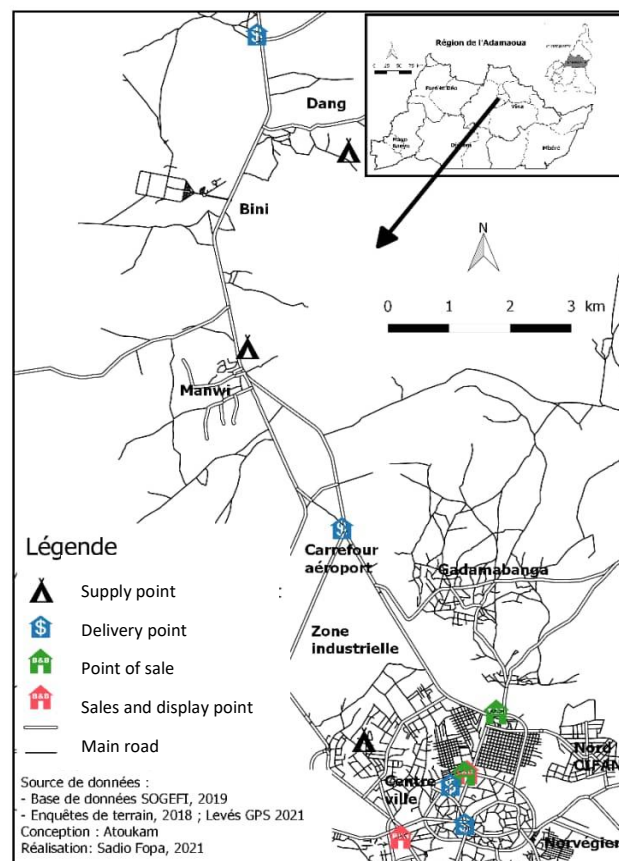 Région de l'Adamaoua
Faro et Déo
Vina
Mbéré
Dang
Bini
N
0 1 2 3 km
Manwi
Carrefour
aéroport
Gadamabanga
Zone
industrielle
Légende
Supply point
:
$ Delivery point
B&B Point of sale
B&B Sales and display point
Main road
Nord
CIFAN
Centre
ville
Norvégien
Source de données :
- Base de données SOGEFI, 2019
- Enquêtes de terrain, 2018 ; Levés GPS 2021
Conception : Atoukam
Réalisation: Sadio Fopa, 2021